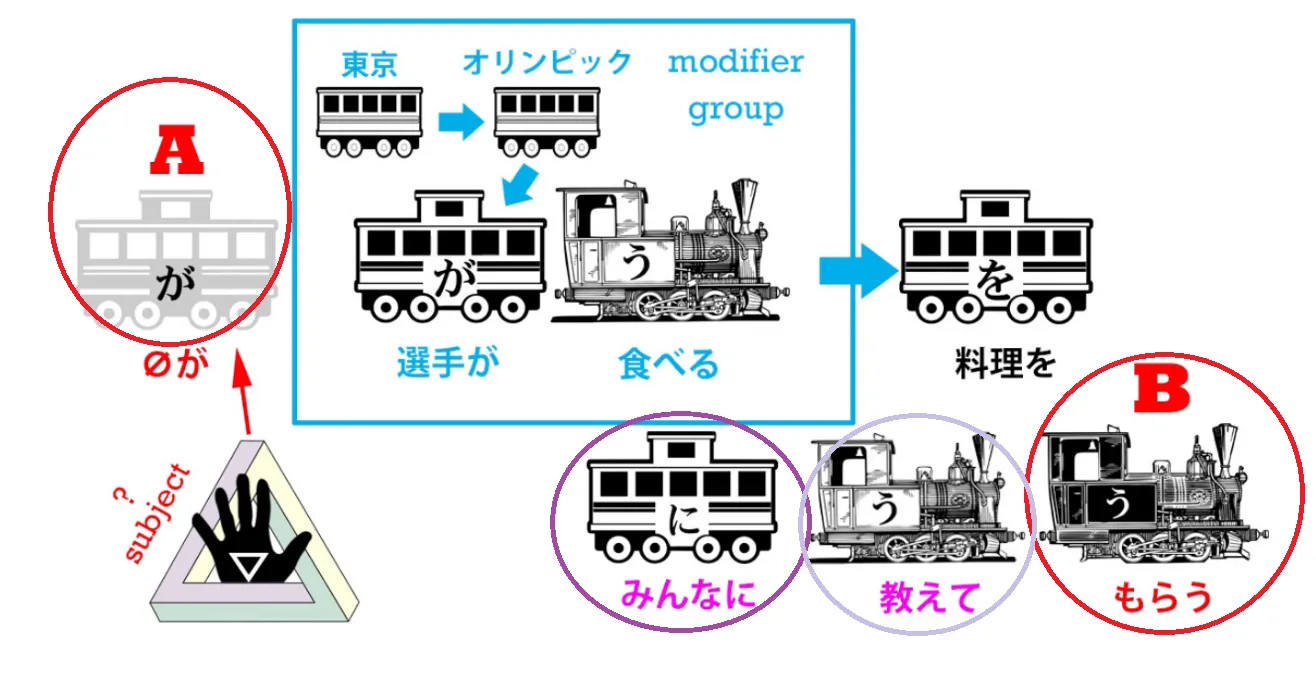 東京
オリンピック
modifier
group
A
が
が
う
を
∅が
選手が
食べる
料理を
B
に
う
う
? subject
みんなに
教えて
もらう